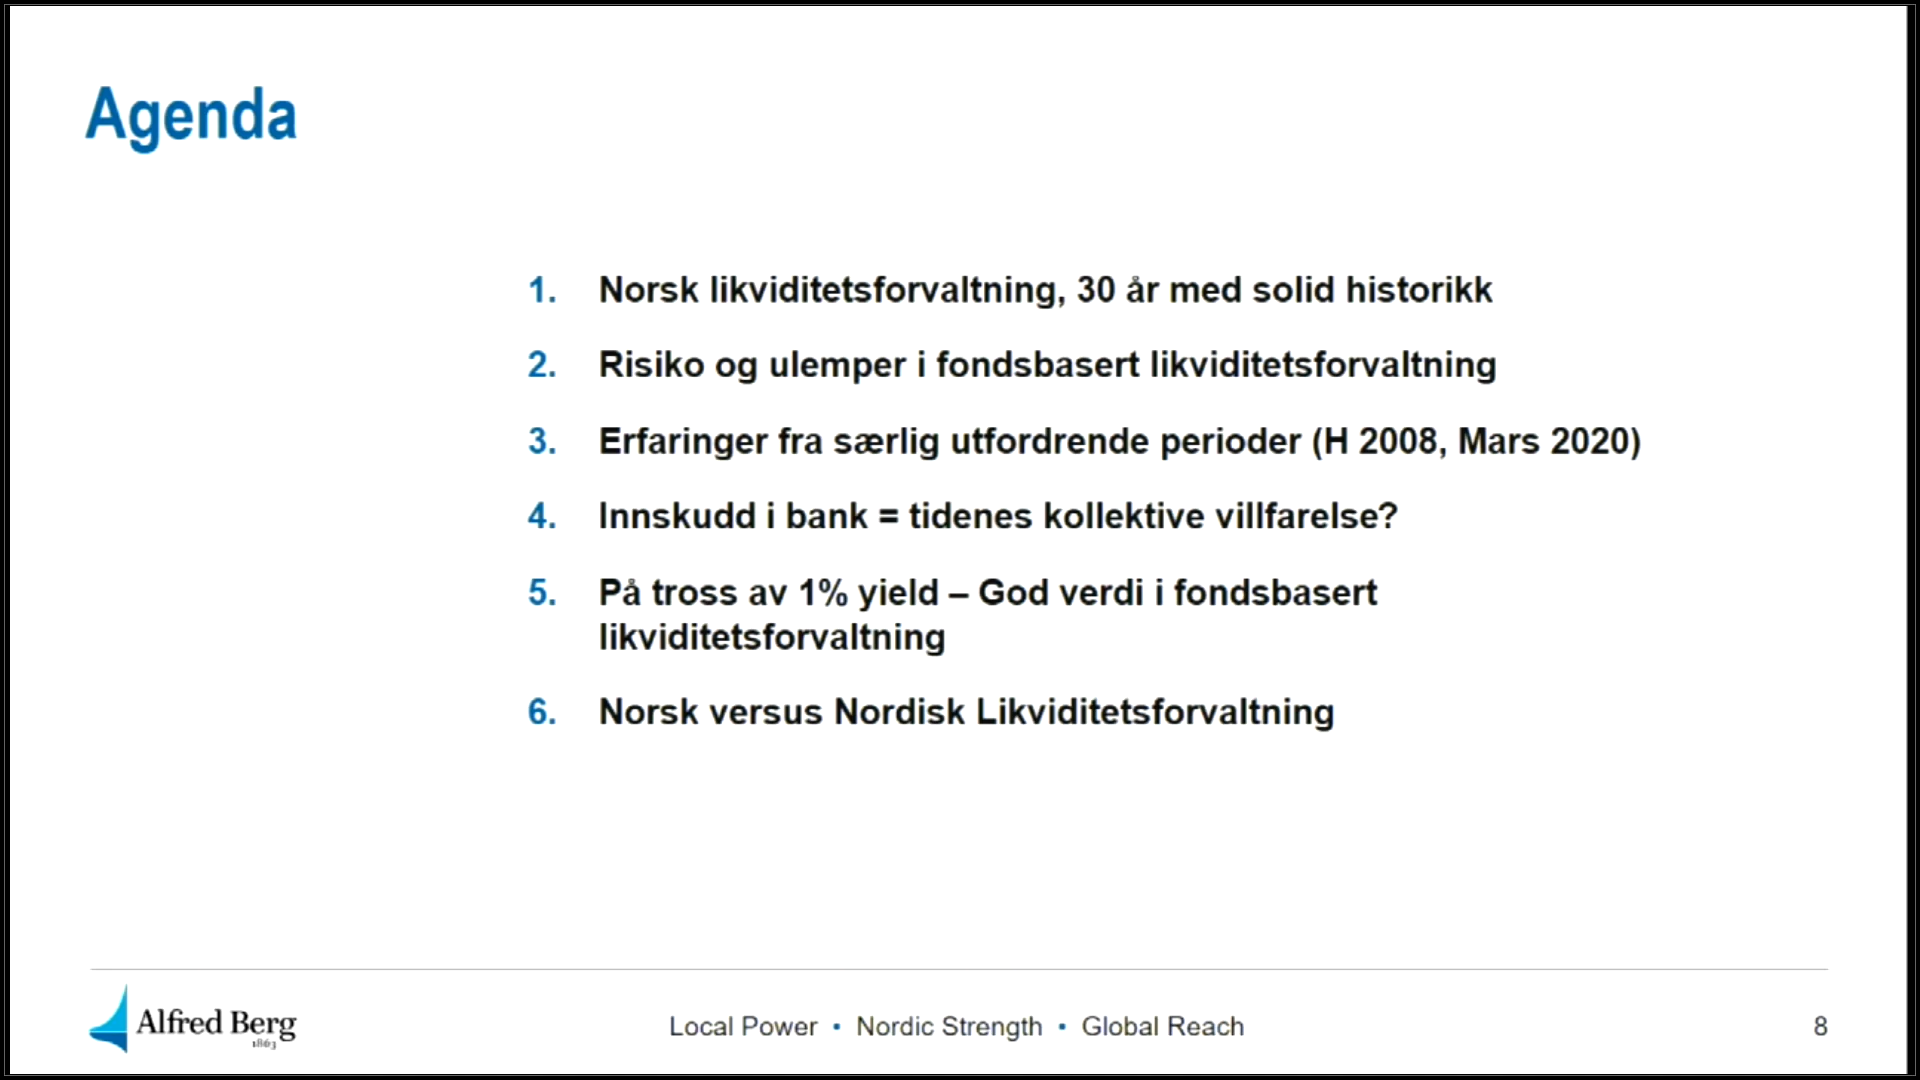 Agenda
1. Norsk likviditetsforvaltning, 30 år med solid historikk
2. Risiko og ulemper i fondsbasert likviditetsforvaltning
3. Erfaringer fra særlig utfordrende perioder (H 2008, Mars 2020)
4. Innskudd i bank = tidenes kollektive villfarelse?
5. På tross av 1% yield – God verdi i fondsbasert
likviditetsforvaltning
6. Norsk versus Nordisk Likviditetsforvaltning
Alfred Berg
1863
Local Power • Nordic Strength • Global Reach
8